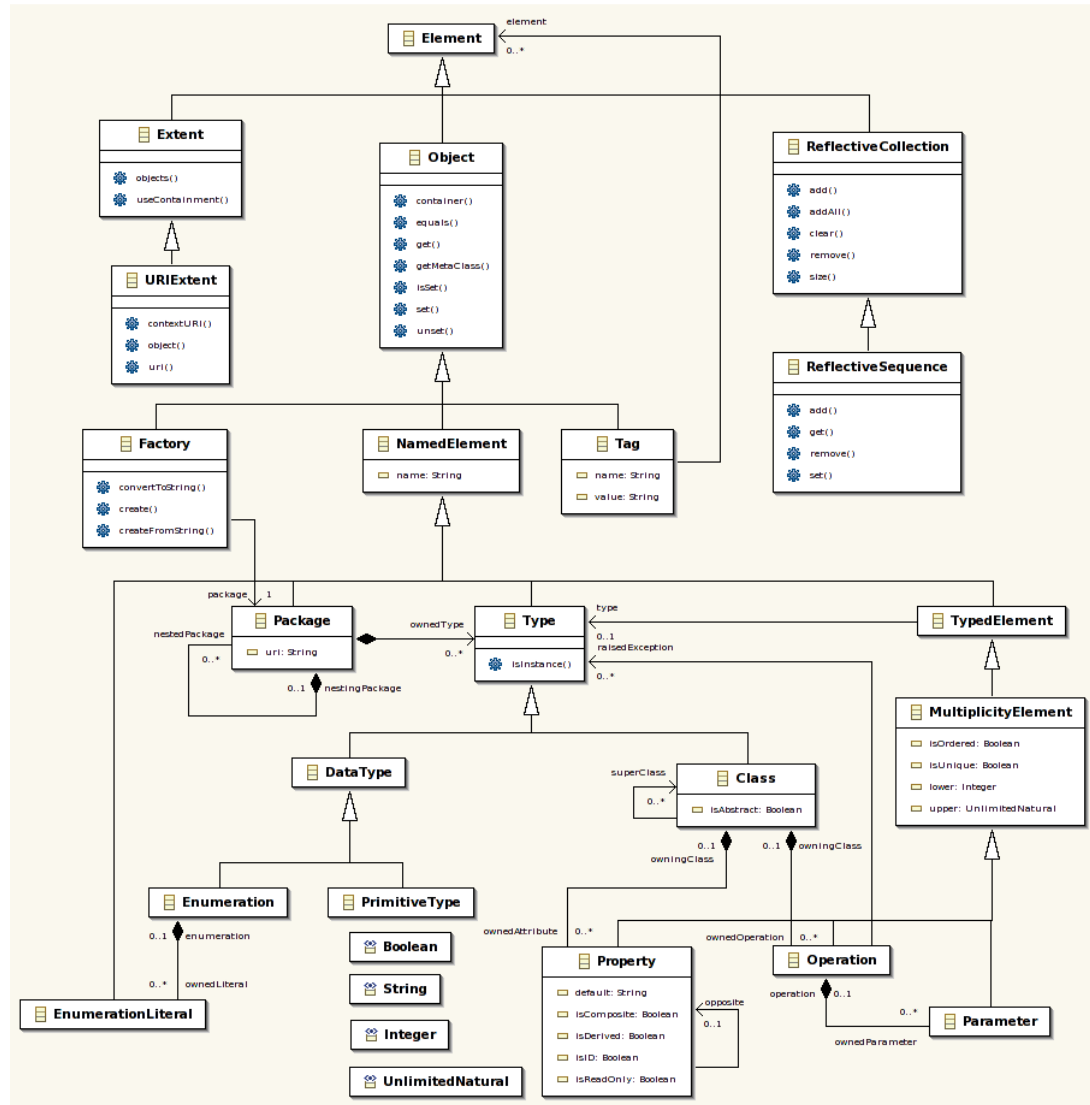 element
Element
0..*
Extent
objects()
useContainment()
Object
container()
equals()
get()
getMetaClass()
isSet()
set()
unset()
ReflectiveCollection
add()
addAll()
clear()
remove()
size()
URIExtent
contextURI()
object()
uri()
ReflectiveSequence
add()
get()
remove()
set()
Factory
convertToString()
create()
createFromString()
NamedElement
name: String
Tag
name: String
value: String
package
1
Package
uri: String
nestedPackage
0..*
0..1
nestingPackage
ownedType
0..*
Type
isInstance()
type
0..1
raisedException
0..*
TypedElement
MultiplicityElement
isOrdered: Boolean
isUnique: Boolean
lower: Integer
upper: UnlimitedNatural
DataType
superClass
0..*
Class
isAbstract: Boolean
0..1
owningClass
0..1
owningClass
Enumeration
PrimitiveType
0..1
enumeration
0..*
ownedLiteral
EnumerationLiteral
Boolean
String
Integer
UnlimitedNatural
ownedAttribute
0..*
Property
default: String
isComposite: Boolean
isDerived: Boolean
isID: Boolean
isReadOnly: Boolean
opposite
0..1
ownedOperation
0..*
Operation
operation
0..1
0..*
ownedParameter
Parameter